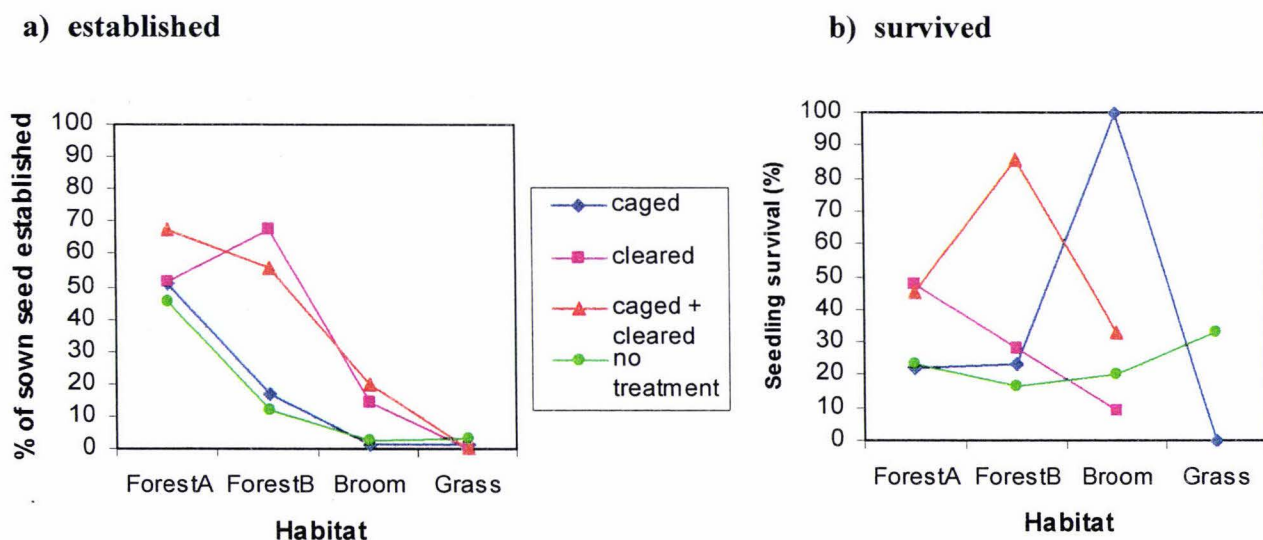 a) established
b) survived
% of sown seed established
100
90
80
70
60
50
40
30
20
10
0
ForestA ForestB Broom Grass
Habitat
caged
cleared
caged +
cleared
no
treatment
Seedling survival (%)
100
90
80
70
60
50
40
30
20
10
0
ForestA ForestB Broom Grass
Habitat